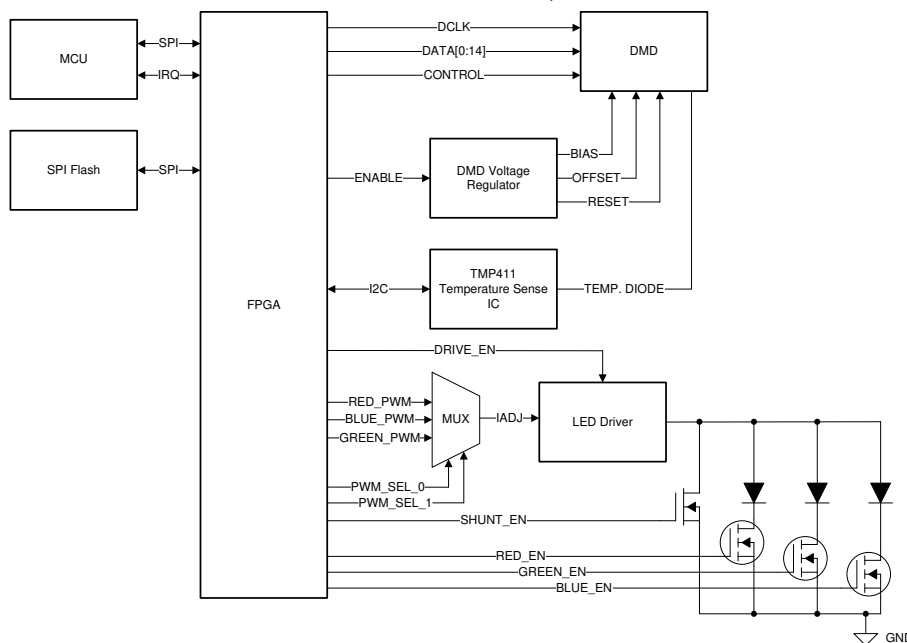 DCLK
MCU
SPI
DATA[0:14]
DMD
IRQ
CONTROL
SPI Flash
SPI
BIAS
ENABLE
DMD Voltage
Regulator
OFFSET
RESET
FPGA
I2C
TMP411
Temperature Sense
IC
TEMP. DIODE
DRIVE_EN
RED_PWM
BLUE_PWM
GREEN_PWM
MUX
IADJ
LED Driver
PWM_SEL_0
PWM_SEL_1
SHUNT_EN
RED_EN
GREEN_EN
BLUE_EN
GND